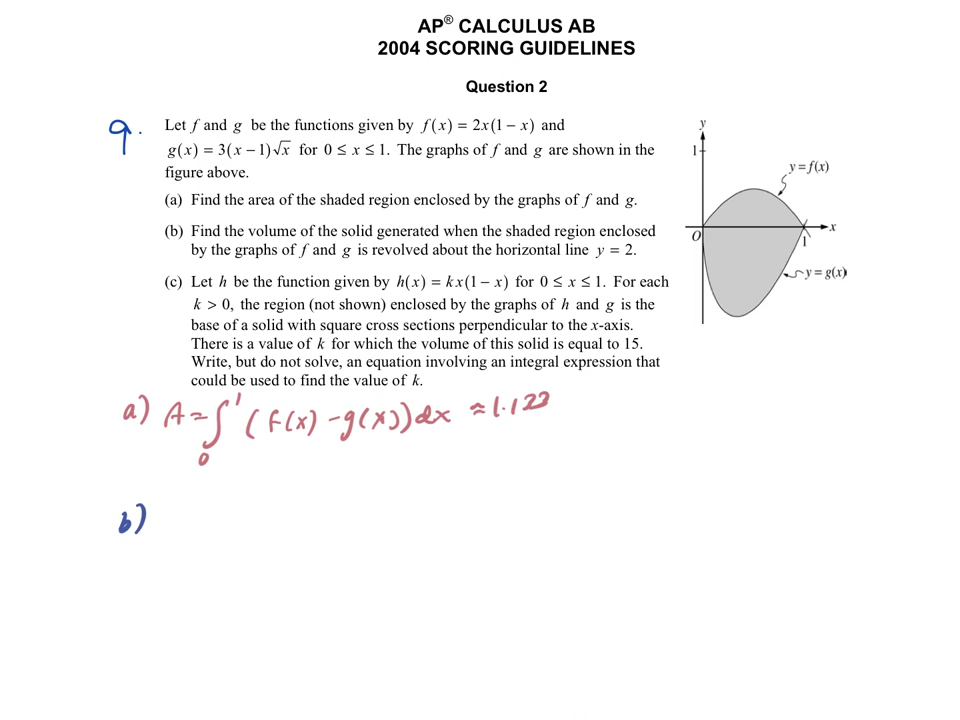 AP® CALCULUS AB
2004 SCORING GUIDELINES
Question 2
9.
Let f and g be the functions given by f(x) = 2x(1 − x) and
g(x) = 3(x − 1)√x for 0 ≤ x ≤ 1. The graphs of f and g are shown in the
figure above.
(a) Find the area of the shaded region enclosed by the graphs of f and g.
(b) Find the volume of the solid generated when the shaded region enclosed
by the graphs of f and g is revolved about the horizontal line y = 2.
(c) Let h be the function given by h(x) = kx(1 − x) for 0 ≤ x ≤ 1. For each
k > 0, the region (not shown) enclosed by the graphs of h and g is the
base of a solid with square cross sections perpendicular to the x-axis.
There is a value of k for which the volume of this solid is equal to 15.
Write, but do not solve, an equation involving an integral expression that
could be used to find the value of k.
y
1
y = f(x)
O
x
1
y = g(x)
a) A = ∫₀¹ (f(x) − g(x)) dx ≈ 1.133
b)